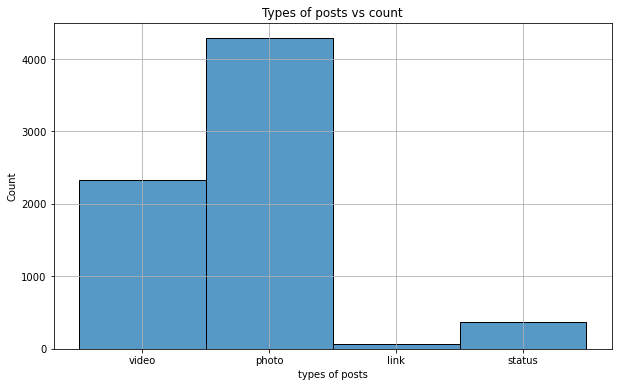 Types of posts vs count
4000
3000
2000
1000
0
Count
video photo link status
types of posts